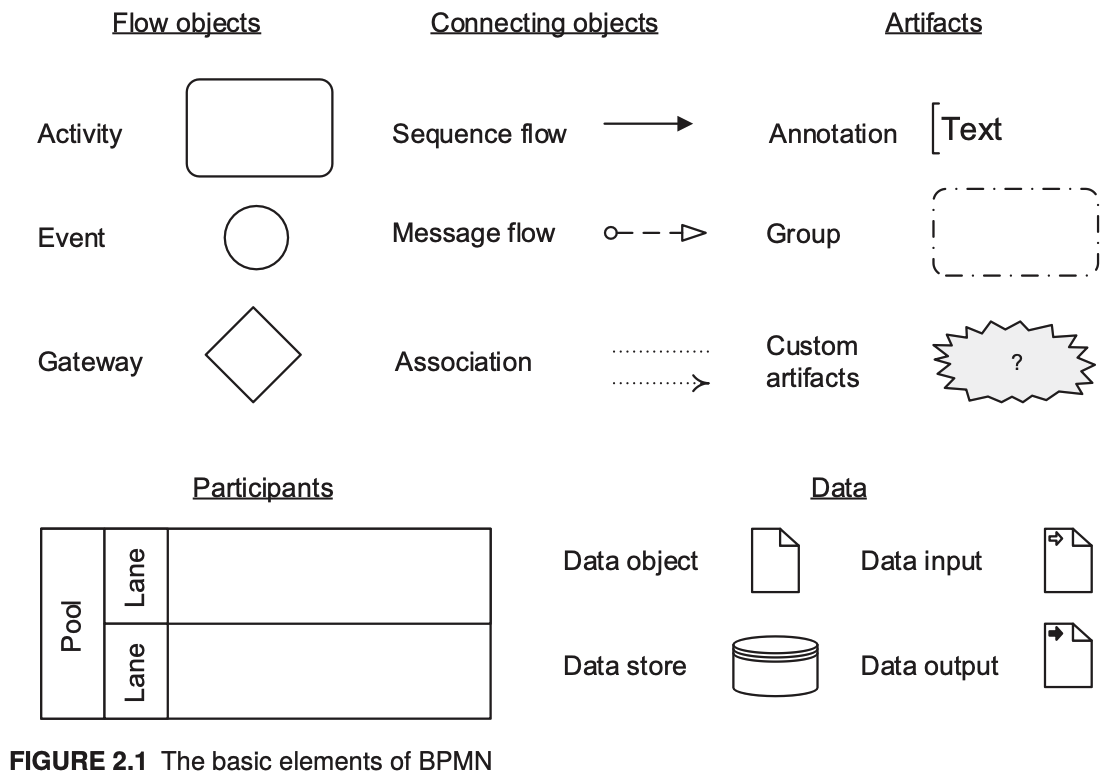 Flow objects
Connecting objects
Artifacts
Activity
Sequence flow
Annotation
Text
Event
Message flow
Group
Gateway
Association
Custom
artifacts
?
Participants
Data
Pool
Lane
Lane
Data object
Data input
Data store
Data output
FIGURE 2.1 The basic elements of BPMN